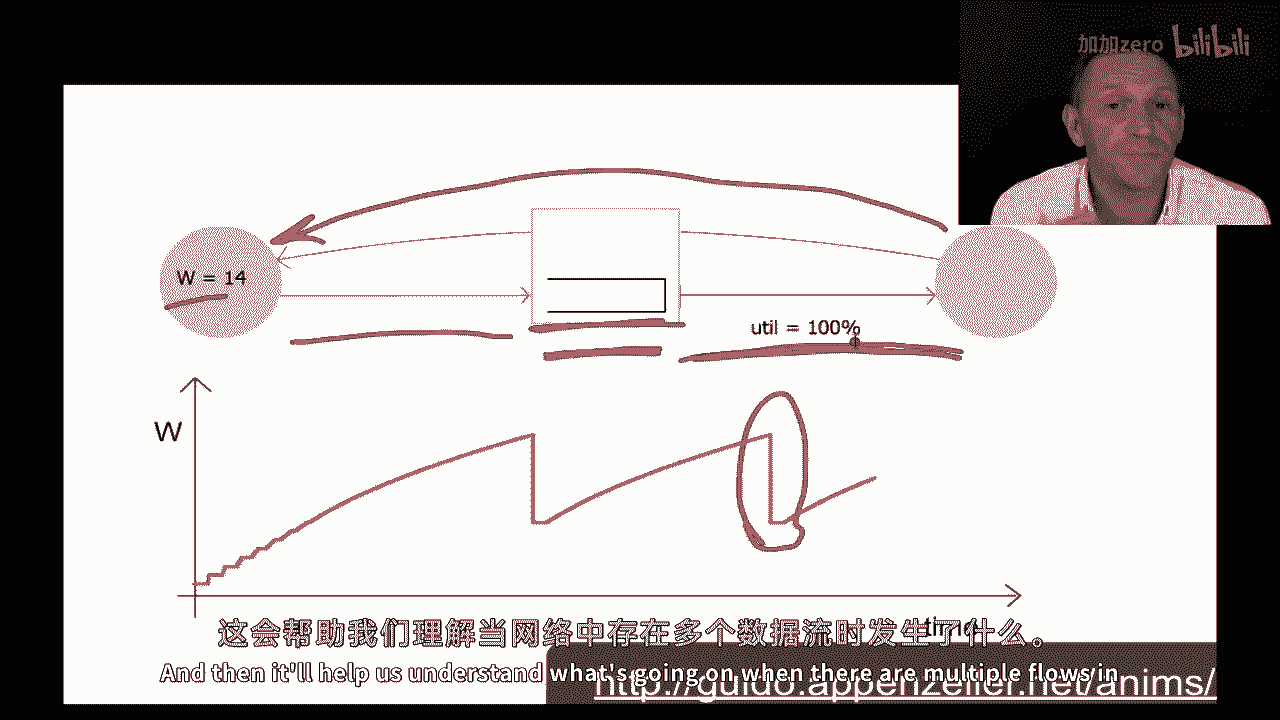 加加zero bilibili
W = 14
util = 100%
W
time
这会帮助我们理解当网络中存在多个数据流时发生了什么。
And then it'll help us understand what's going on when there are multiple flows in
http://guido.appenzeller.net/anims/